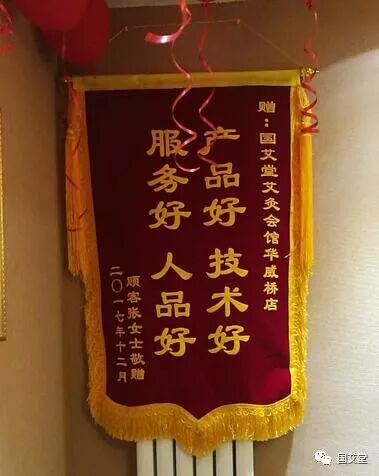 赠：国艾堂艾灸会馆华威桥店
产品好 技术好
服务好 人品好
顾客张女士敬赠
二〇一七年十二月
国艾堂